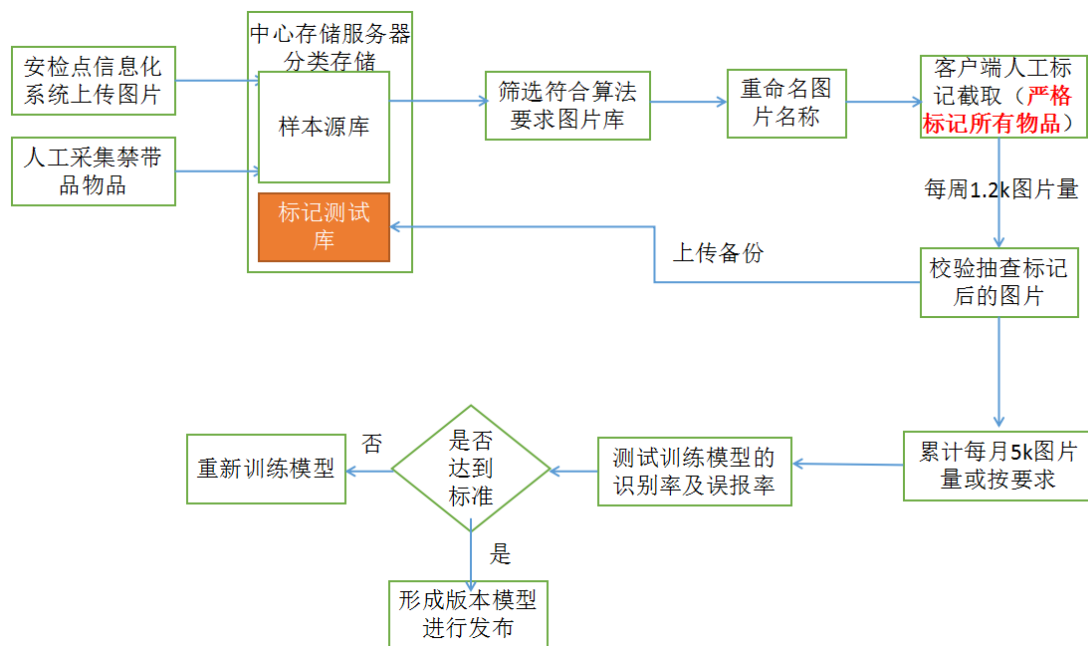 安检点信息化
系统上传图片
人工采集禁带
品物品
中心存储服务器
分类存储
样本源库
标记测试
库
筛选符合算法
要求图片库
重命名图
片名称
客户端人工标
记截取（严格
标记所有物品）
每周1.2k图片量
上传备份
校验抽查标记
后的图片
累计每月5k图片
量或按要求
测试训练模型的
识别率及误报率
是否
达到
标准
否
重新训练模型
是
形成版本模型
进行发布